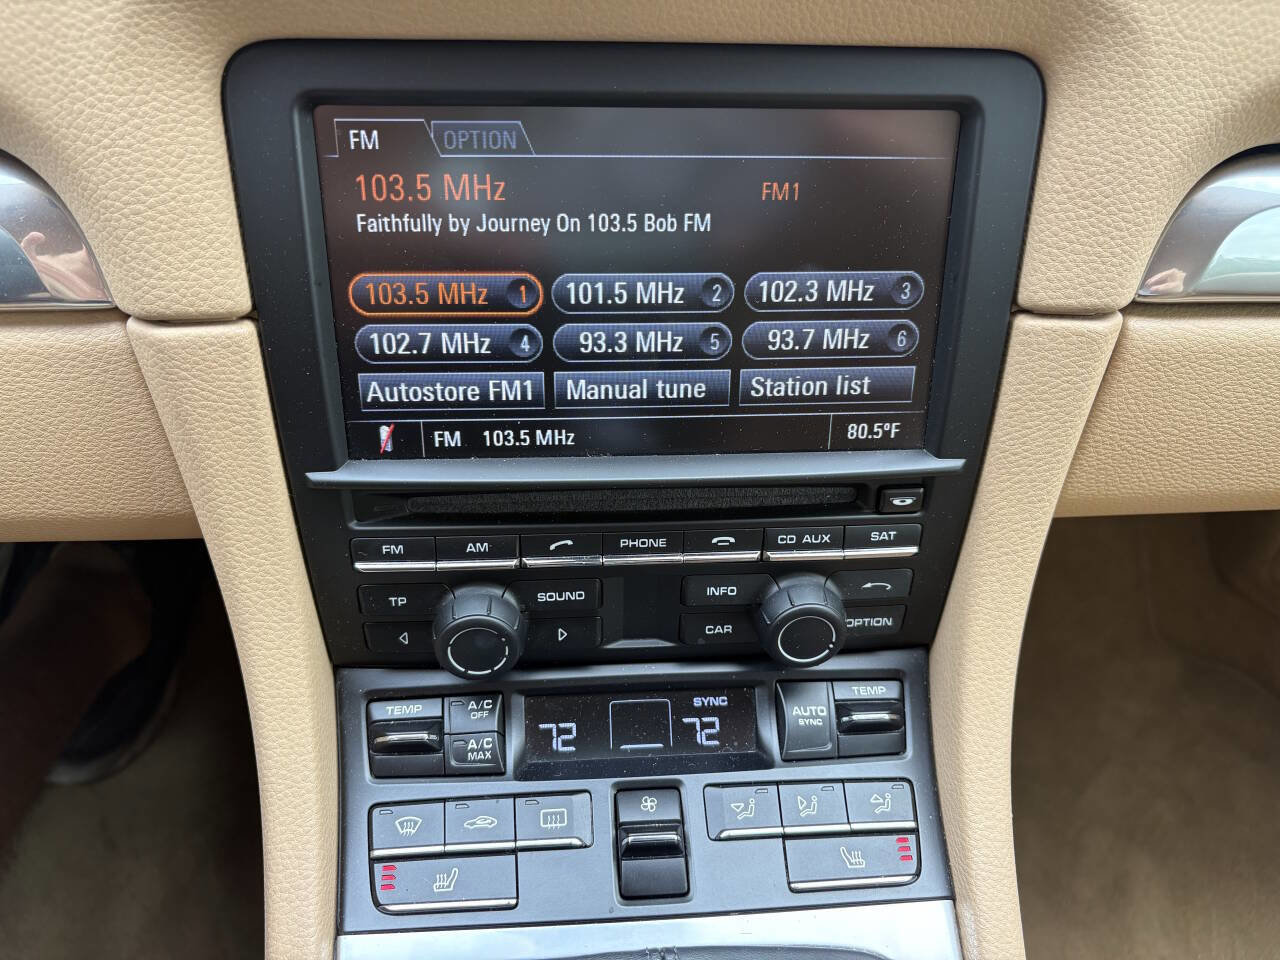 FM OPTION
103.5 MHz FM1
Faithfully by Journey On 103.5 Bob FM
103.5 MHz 1 101.5 MHz 2 102.3 MHz 3
102.7 MHz 4 93.3 MHz 5 93.7 MHz 6
Autostore FM1 Manual tune Station list
FM 103.5 MHz 80.5ºF
FM AM PHONE CD AUX SAT
TP SOUND INFO
CAR OPTION
TEMP A/C OFF SYNC AUTO SYNC TEMP
72 72
A/C MAX